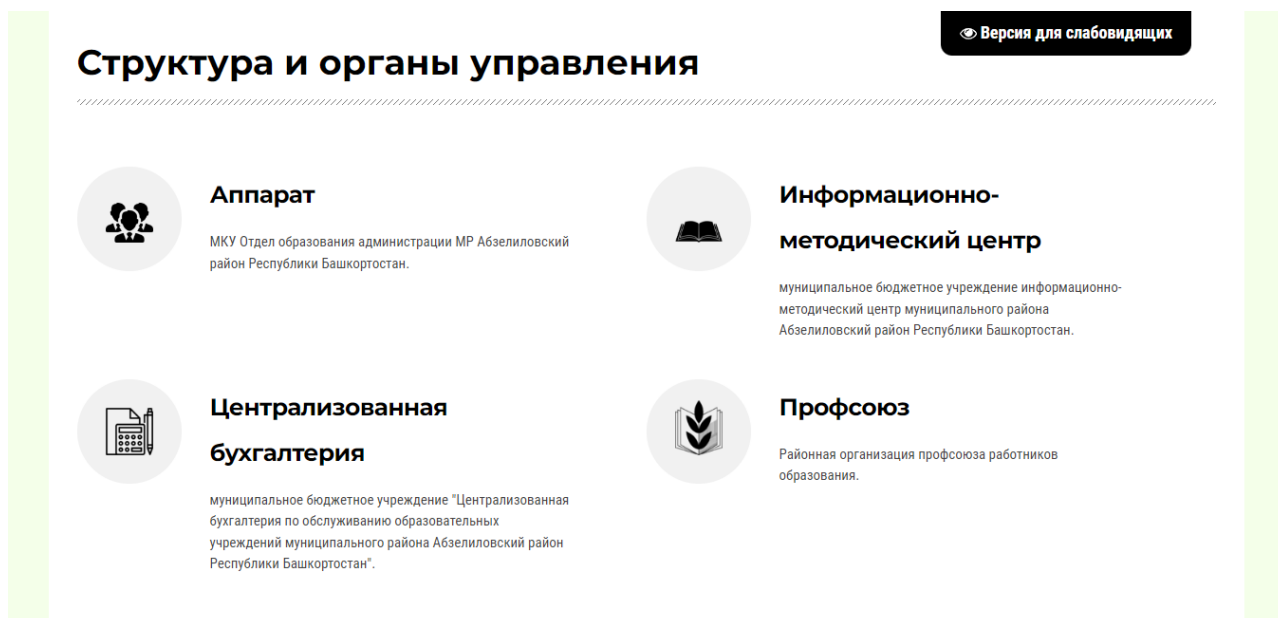 Версия для слабовидящих
Структура и органы управления
Аппарат
МКУ Отдел образования администрации МР Абзелиловский
район Республики Башкортостан.
Информационно-
методический центр
муниципальное бюджетное учреждение информационно-
методический центр муниципального района
Абзелиловский район Республики Башкортостан.
Централизованная
бухгалтерия
муниципальное бюджетное учреждение "Централизованная
бухгалтерия по обслуживанию образовательных
учреждений муниципального района Абзелиловский район
Республики Башкортостан".
Профсоюз
Районная организация профсоюза работников
образования.